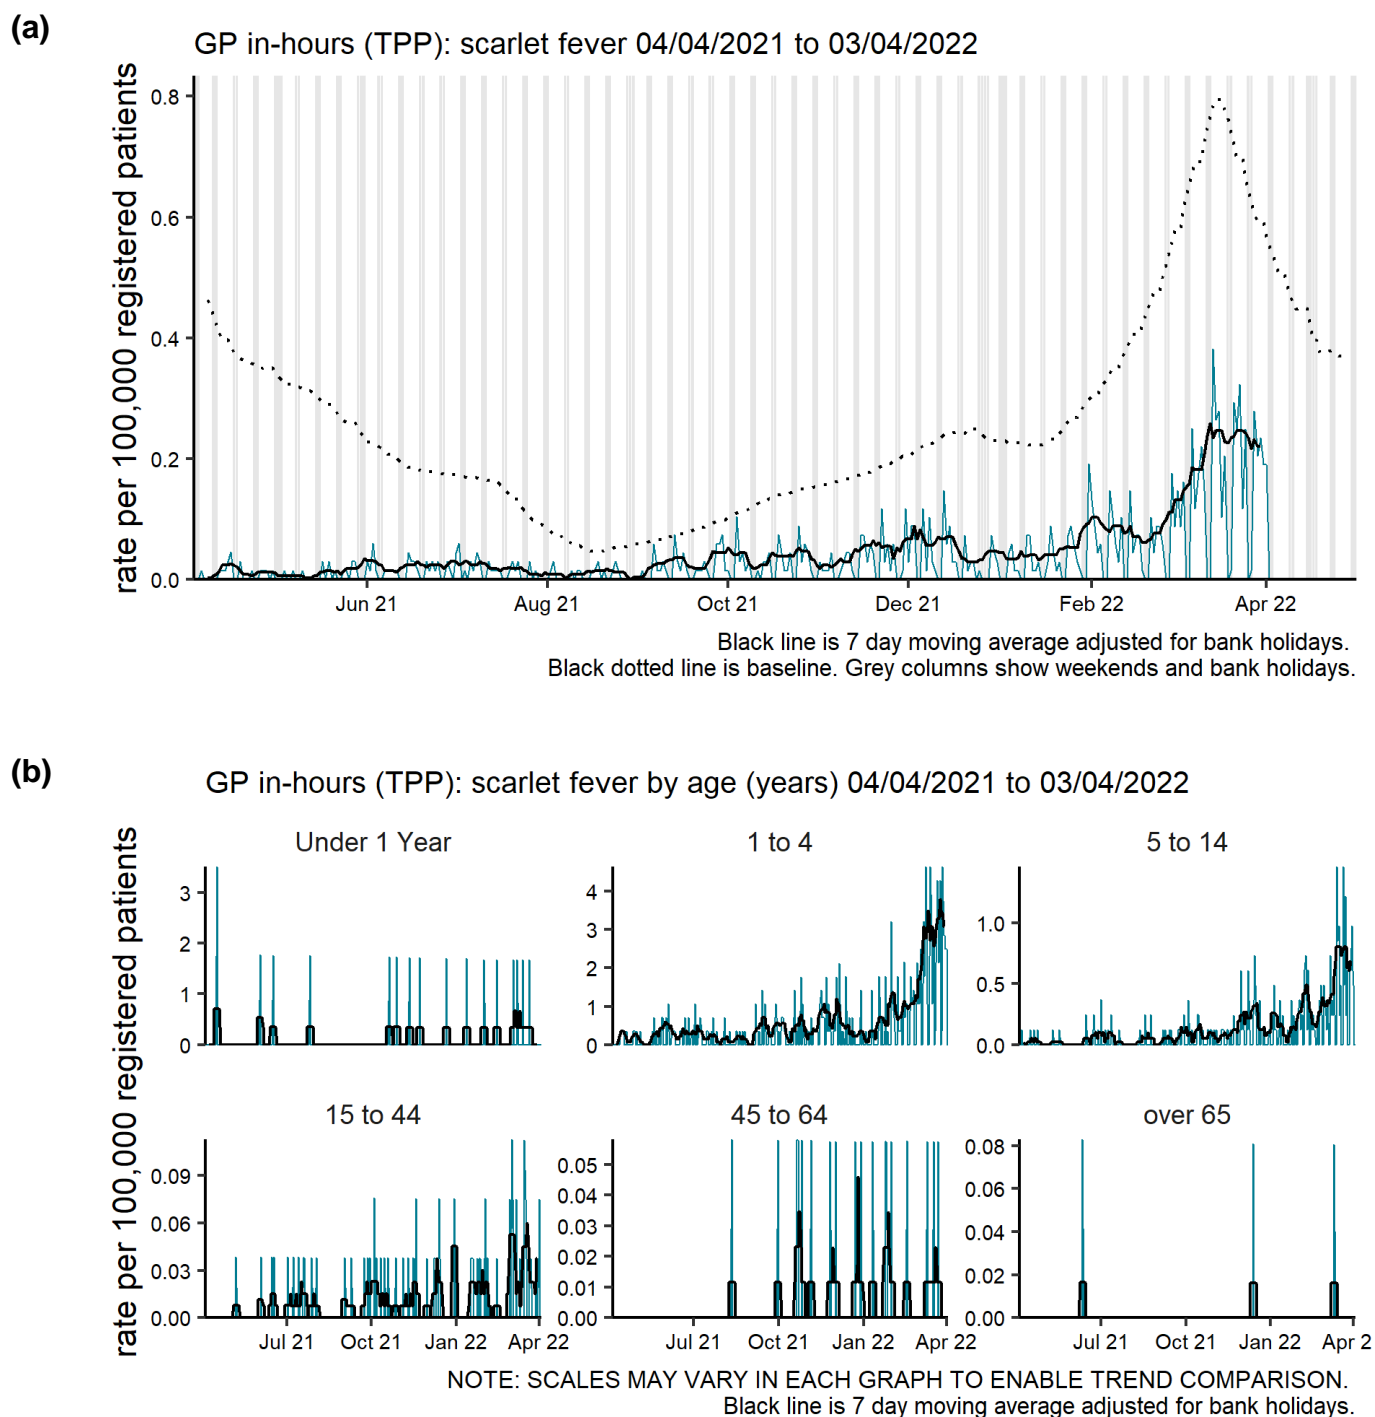 (a)
GP in-hours (TPP): scarlet fever 04/04/2021 to 03/04/2022
rate per 100,000 registered patients
0.8
0.6
0.4
0.2
0.0
Jun 21 Aug 21 Oct 21 Dec 21 Feb 22 Apr 22
Black line is 7 day moving average adjusted for bank holidays.
Black dotted line is baseline. Grey columns show weekends and bank holidays.
(b)
GP in-hours (TPP): scarlet fever by age (years) 04/04/2021 to 03/04/2022
rate per 100,000 registered patients
Under 1 Year
3
2
1
0
1 to 4
4
3
2
1
0
5 to 14
1.0
0.5
0.0
15 to 44
0.09
0.06
0.03
0.00
45 to 64
0.05
0.04
0.03
0.02
0.01
0.00
over 65
0.08
0.06
0.04
0.02
0.00
Jul 21 Oct 21 Jan 22 Apr 22
Jul 21 Oct 21 Jan 22 Apr 22
Jul 21 Oct 21 Jan 22 Apr 2
NOTE: SCALES MAY VARY IN EACH GRAPH TO ENABLE TREND COMPARISON.
Black line is 7 day moving average adjusted for bank holidays.